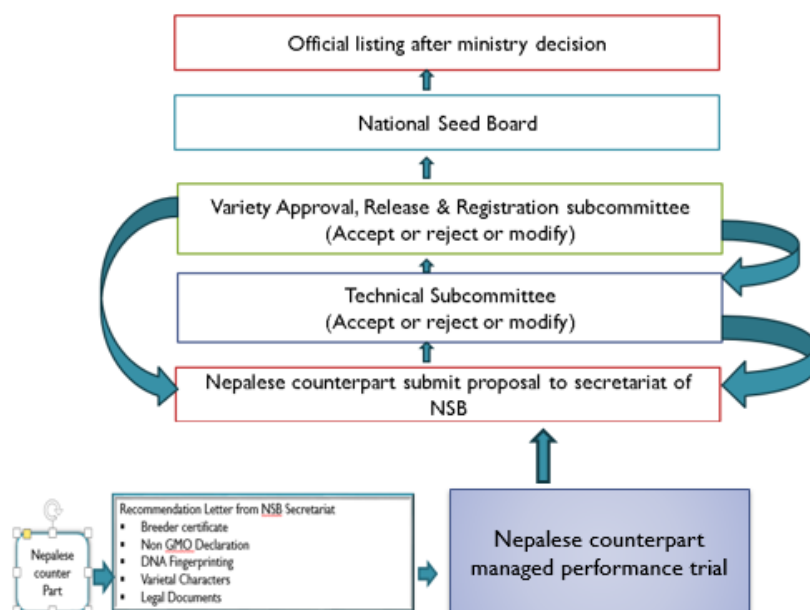 Official listing after ministry decision
National Seed Board
Variety Approval, Release & Registration subcommittee
(Accept or reject or modify)
Technical Subcommittee
(Accept or reject or modify)
Nepalese counterpart submit proposal to secretariat of
NSB
Nepalese
counter
Part
Recommendation Letter from NSB Secretariat
▪ Breeder certificate
▪ Non GMO Declaration
▪ DNA Fingerprinting
▪ Varietal Characters
▪ Legal Documents
Nepalese counterpart
managed performance trial